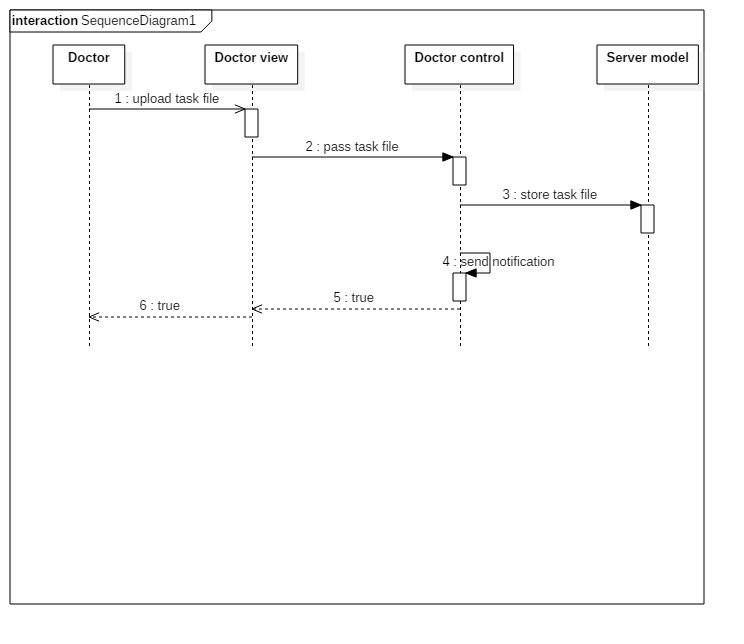 interaction SequenceDiagram1
Doctor
Doctor view
Doctor control
Server model
1 : upload task file
2 : pass task file
3 : store task file
4 : send notification
5 : true
6 : true